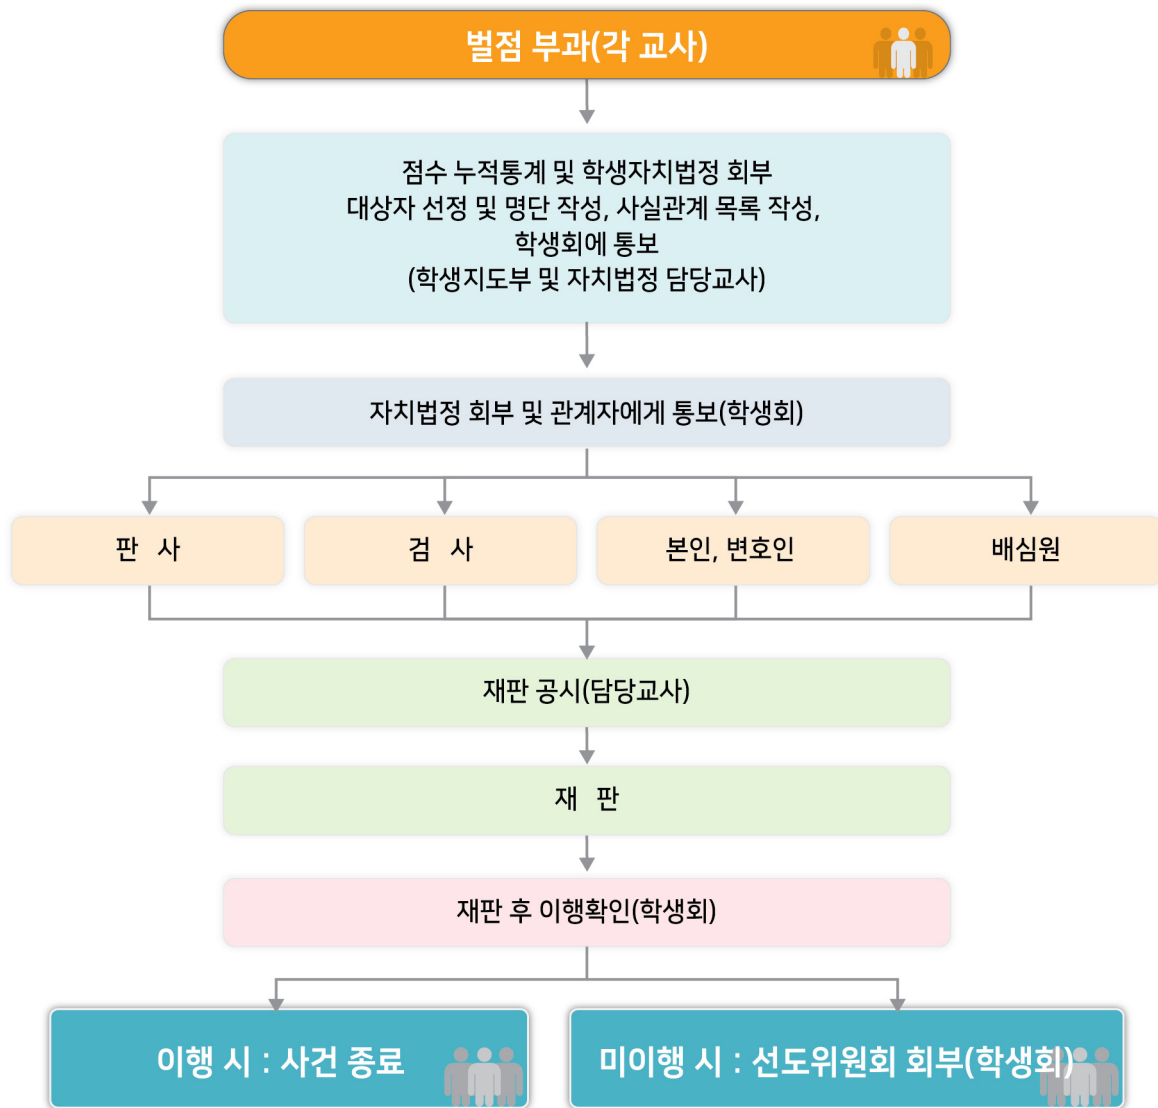 벌점 부과(각 교사)
점수 누적통계 및 학생자치법정 회부
대상자 선정 및 명단 작성, 사실관계 목록 작성,
학생회에 통보
(학생지도부 및 자치법정 담당교사)
자치법정 회부 및 관계자에게 통보(학생회)
판 사
검 사
본인, 변호인
배심원
재판 공시(담당교사)
재 판
재판 후 이행확인(학생회)
이행 시 : 사건 종료
미이행 시 : 선도위원회 회부(학생회)